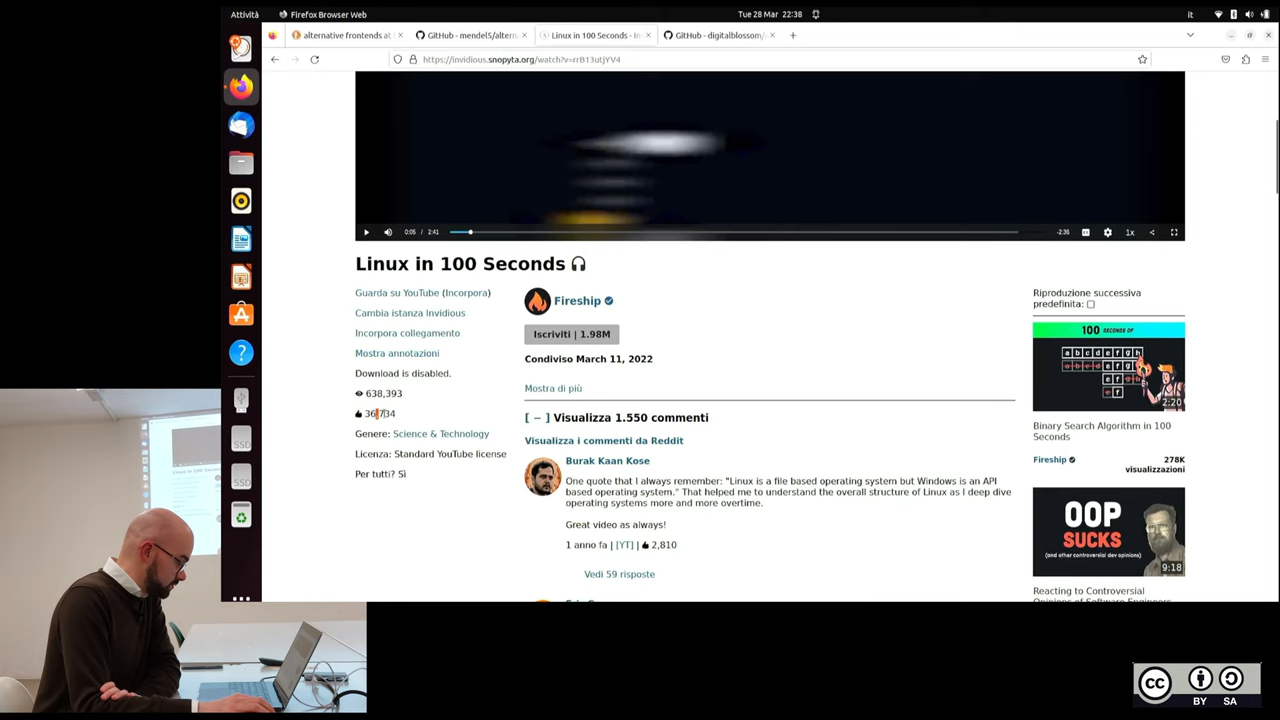 Attività
Firefox Browser Web
Tue 28 Mar 22:38
it
alternative frontends at
GitHub - mendel5/altern
Linux in 100 Seconds - In
GitHub - digitalblossom/
https://invidious.snopyta.org/watch?v=rrB13utjYV4
0:05 / 2:41
-2:36
1x
Linux in 100 Seconds
Guarda su YouTube (Incorpora)
Cambia istanza Invidious
Incorpora collegamento
Mostra annotazioni
Download is disabled.
638,393
36,734
Genere: Science & Technology
Licenza: Standard YouTube license
Per tutti? Sì
Fireship
Iscriviti | 1.98M
Condiviso March 11, 2022
Mostra di più
[ − ] Visualizza 1.550 commenti
Visualizza i commenti da Reddit
Burak Kaan Kose
One quote that I always remember: "Linux is a file based operating system but Windows is an API
based operating system." That helped me to understand the overall structure of Linux as I deep dive
operating systems more and more overtime.
Great video as always!
1 anno fa | [YT] | 2,810
Vedi 59 risposte
Riproduzione successiva
predefinita:
100 SECONDS OF
a b c d e f g h
a b c d e f g h
e f g h
e f
e
2:20
Binary Search Algorithm in 100
Seconds
Fireship
278K
visualizzazioni
OOP
SUCKS
(and other controversial dev opinions)
9:18
Reacting to Controversial
Opinions of Software Engineers
SSD
SSD
CC
BY SA